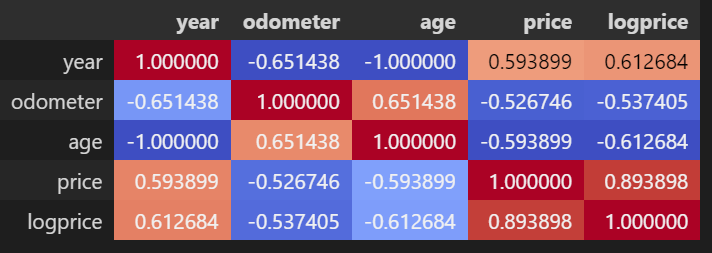 year odometer age price logprice
year 1.000000 -0.651438 -1.000000 0.593899 0.612684
odometer -0.651438 1.000000 0.651438 -0.526746 -0.537405
age -1.000000 0.651438 1.000000 -0.593899 -0.612684
price 0.593899 -0.526746 -0.593899 1.000000 0.893898
logprice 0.612684 -0.537405 -0.612684 0.893898 1.000000